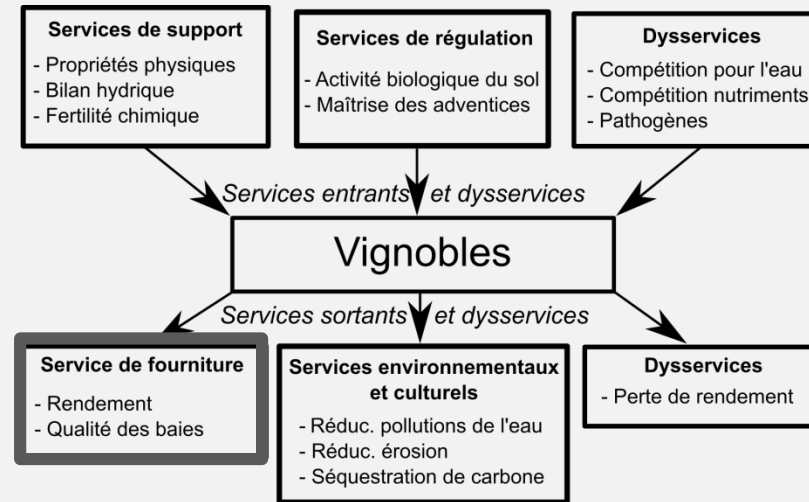 Services de support
- Propriétés physiques
- Bilan hydrique
- Fertilité chimique
Services de régulation
- Activité biologique du sol
- Maîtrise des adventices
Dysservices
- Compétition pour l'eau
- Compétition nutriments
- Pathogènes
Services entrants et dysservices
Vignobles
Services sortants et dysservices
Service de fourniture
- Rendement
- Qualité des baies
Services environnementaux
et culturels
- Réduc. pollutions de l'eau
- Réduc. érosion
- Séquestration de carbone
Dysservices
- Perte de rendement